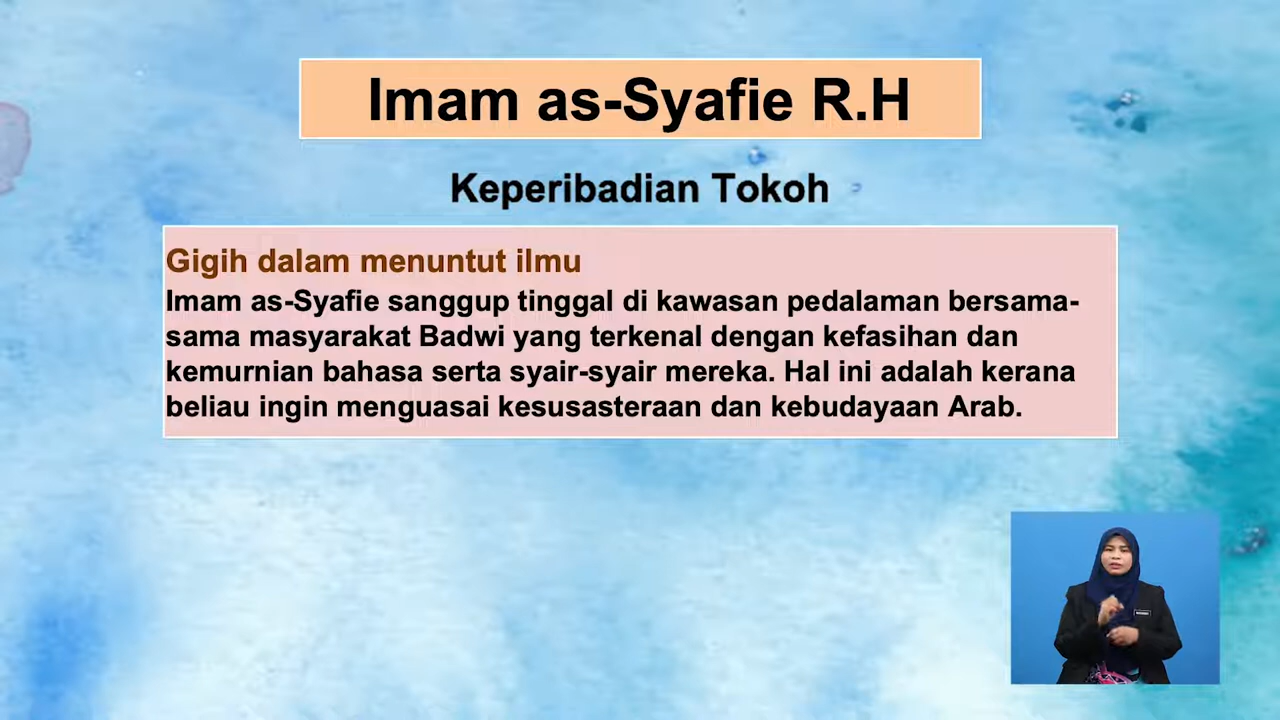 Imam as-Syafie R.H
Keperibadian Tokoh
Gigih dalam menuntut ilmu
Imam as-Syafie sanggup tinggal di kawasan pedalaman bersama-
sama masyarakat Badwi yang terkenal dengan kefasihan dan
kemurnian bahasa serta syair-syair mereka. Hal ini adalah kerana
beliau ingin menguasai kesusasteraan dan kebudayaan Arab.